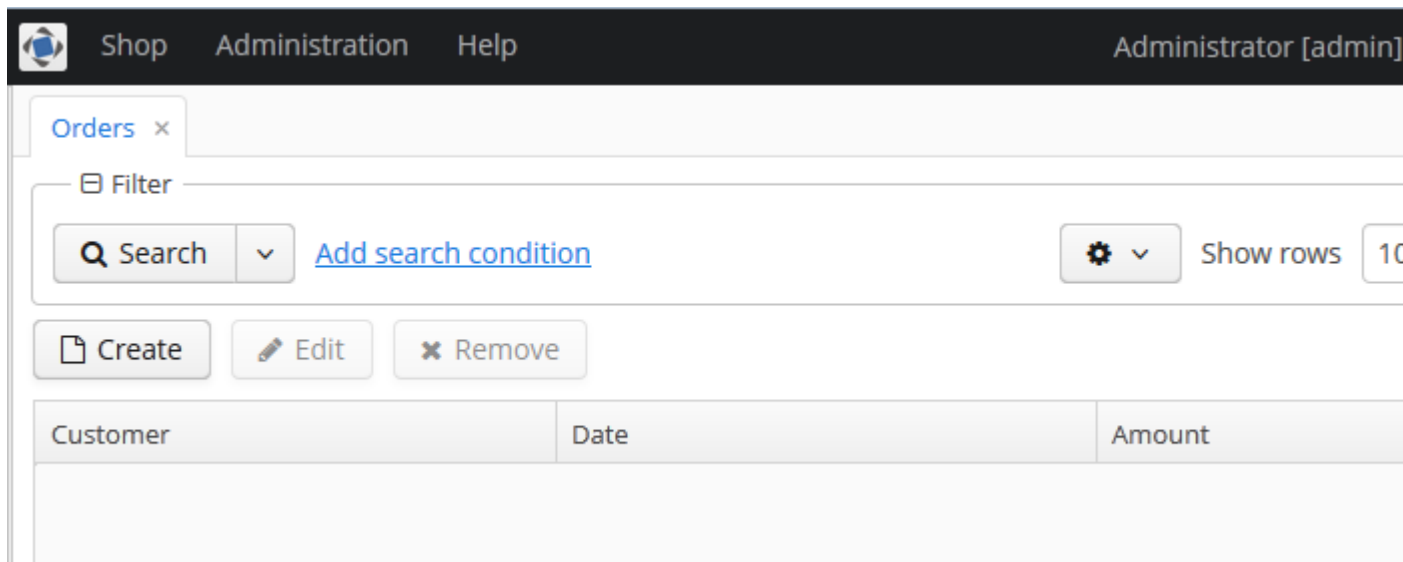 Shop Administration Help Administrator [admin]
Orders ×
Filter
Search Add search condition Show rows 10
Create Edit Remove
Customer Date Amount